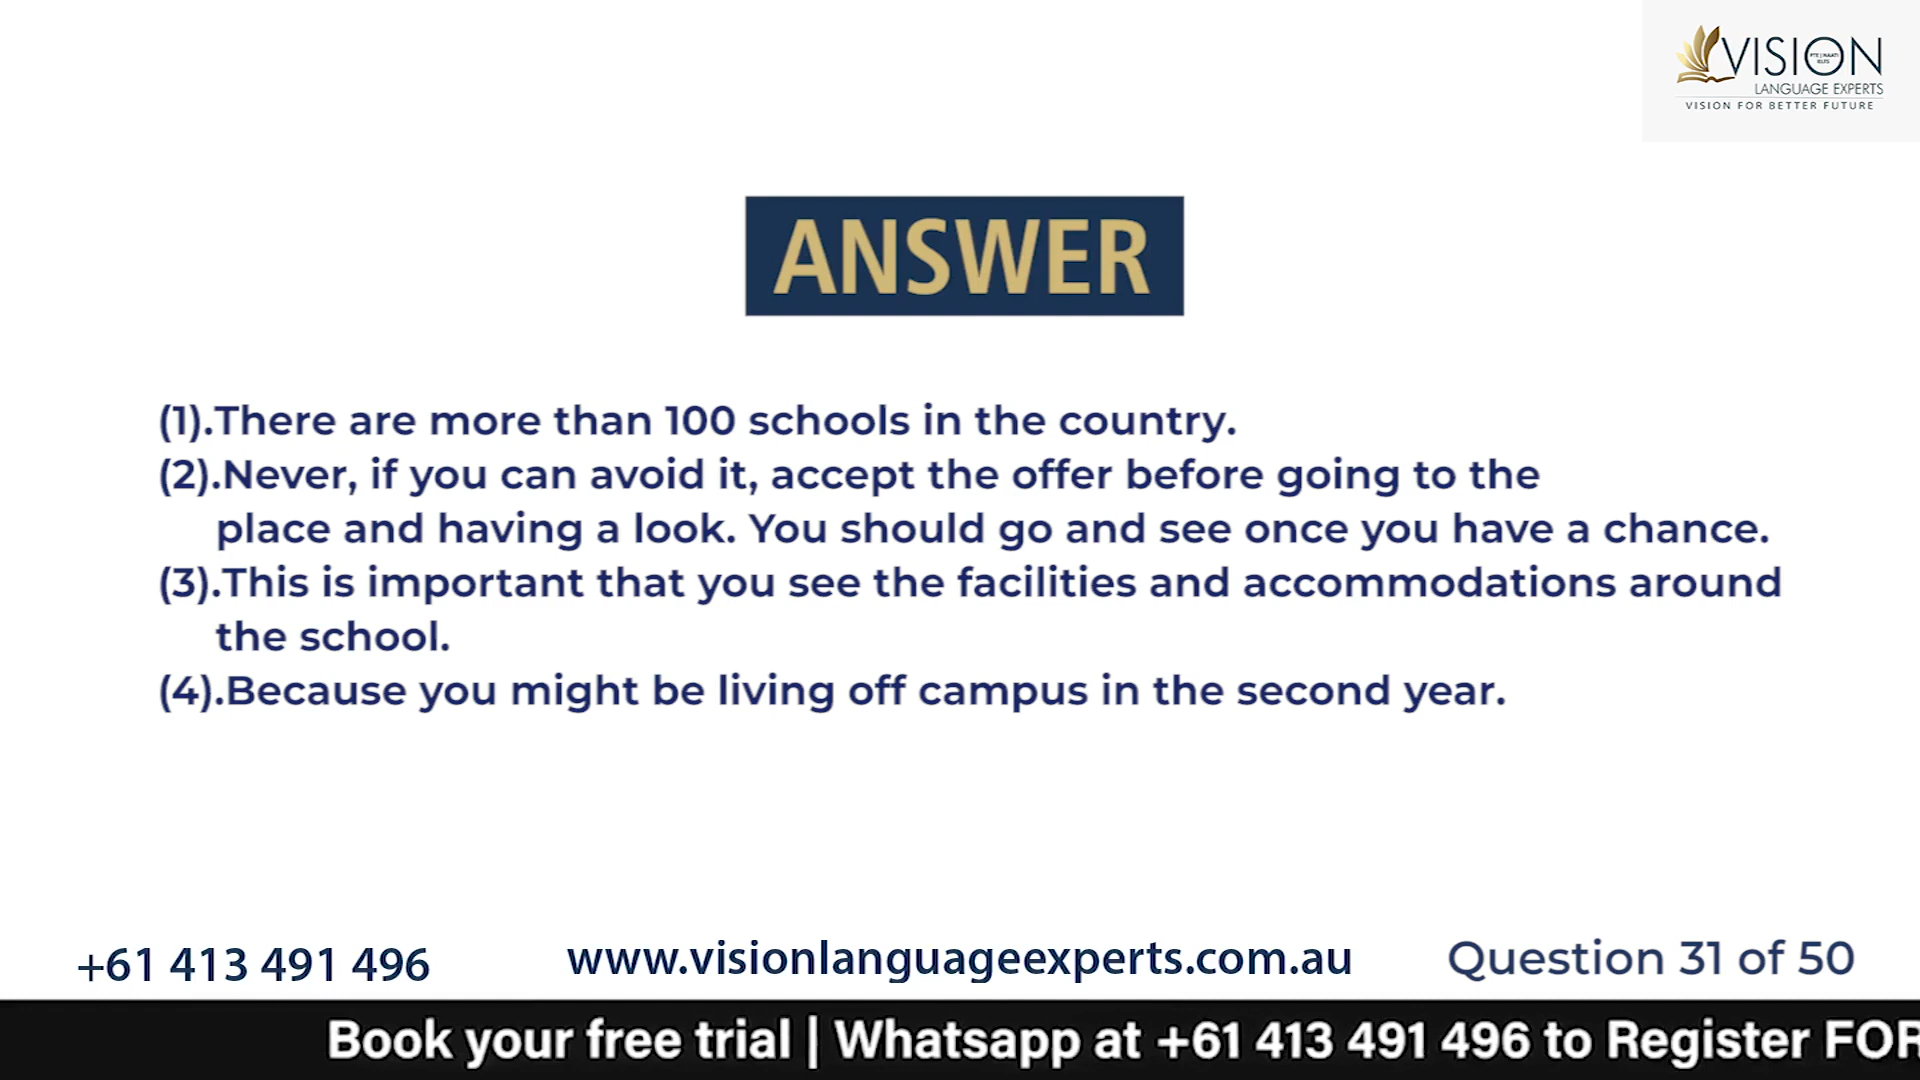 VISION
LANGUAGE EXPERTS
VISION FOR BETTER FUTURE
ANSWER
(1).There are more than 100 schools in the country.
(2).Never, if you can avoid it, accept the offer before going to the
place and having a look. You should go and see once you have a chance.
(3).This is important that you see the facilities and accommodations around
the school.
(4).Because you might be living off campus in the second year.
+61 413 491 496
www.visionlanguageexperts.com.au
Question 31 of 50
Book your free trial | Whatsapp at +61 413 491 496 to Register FOR